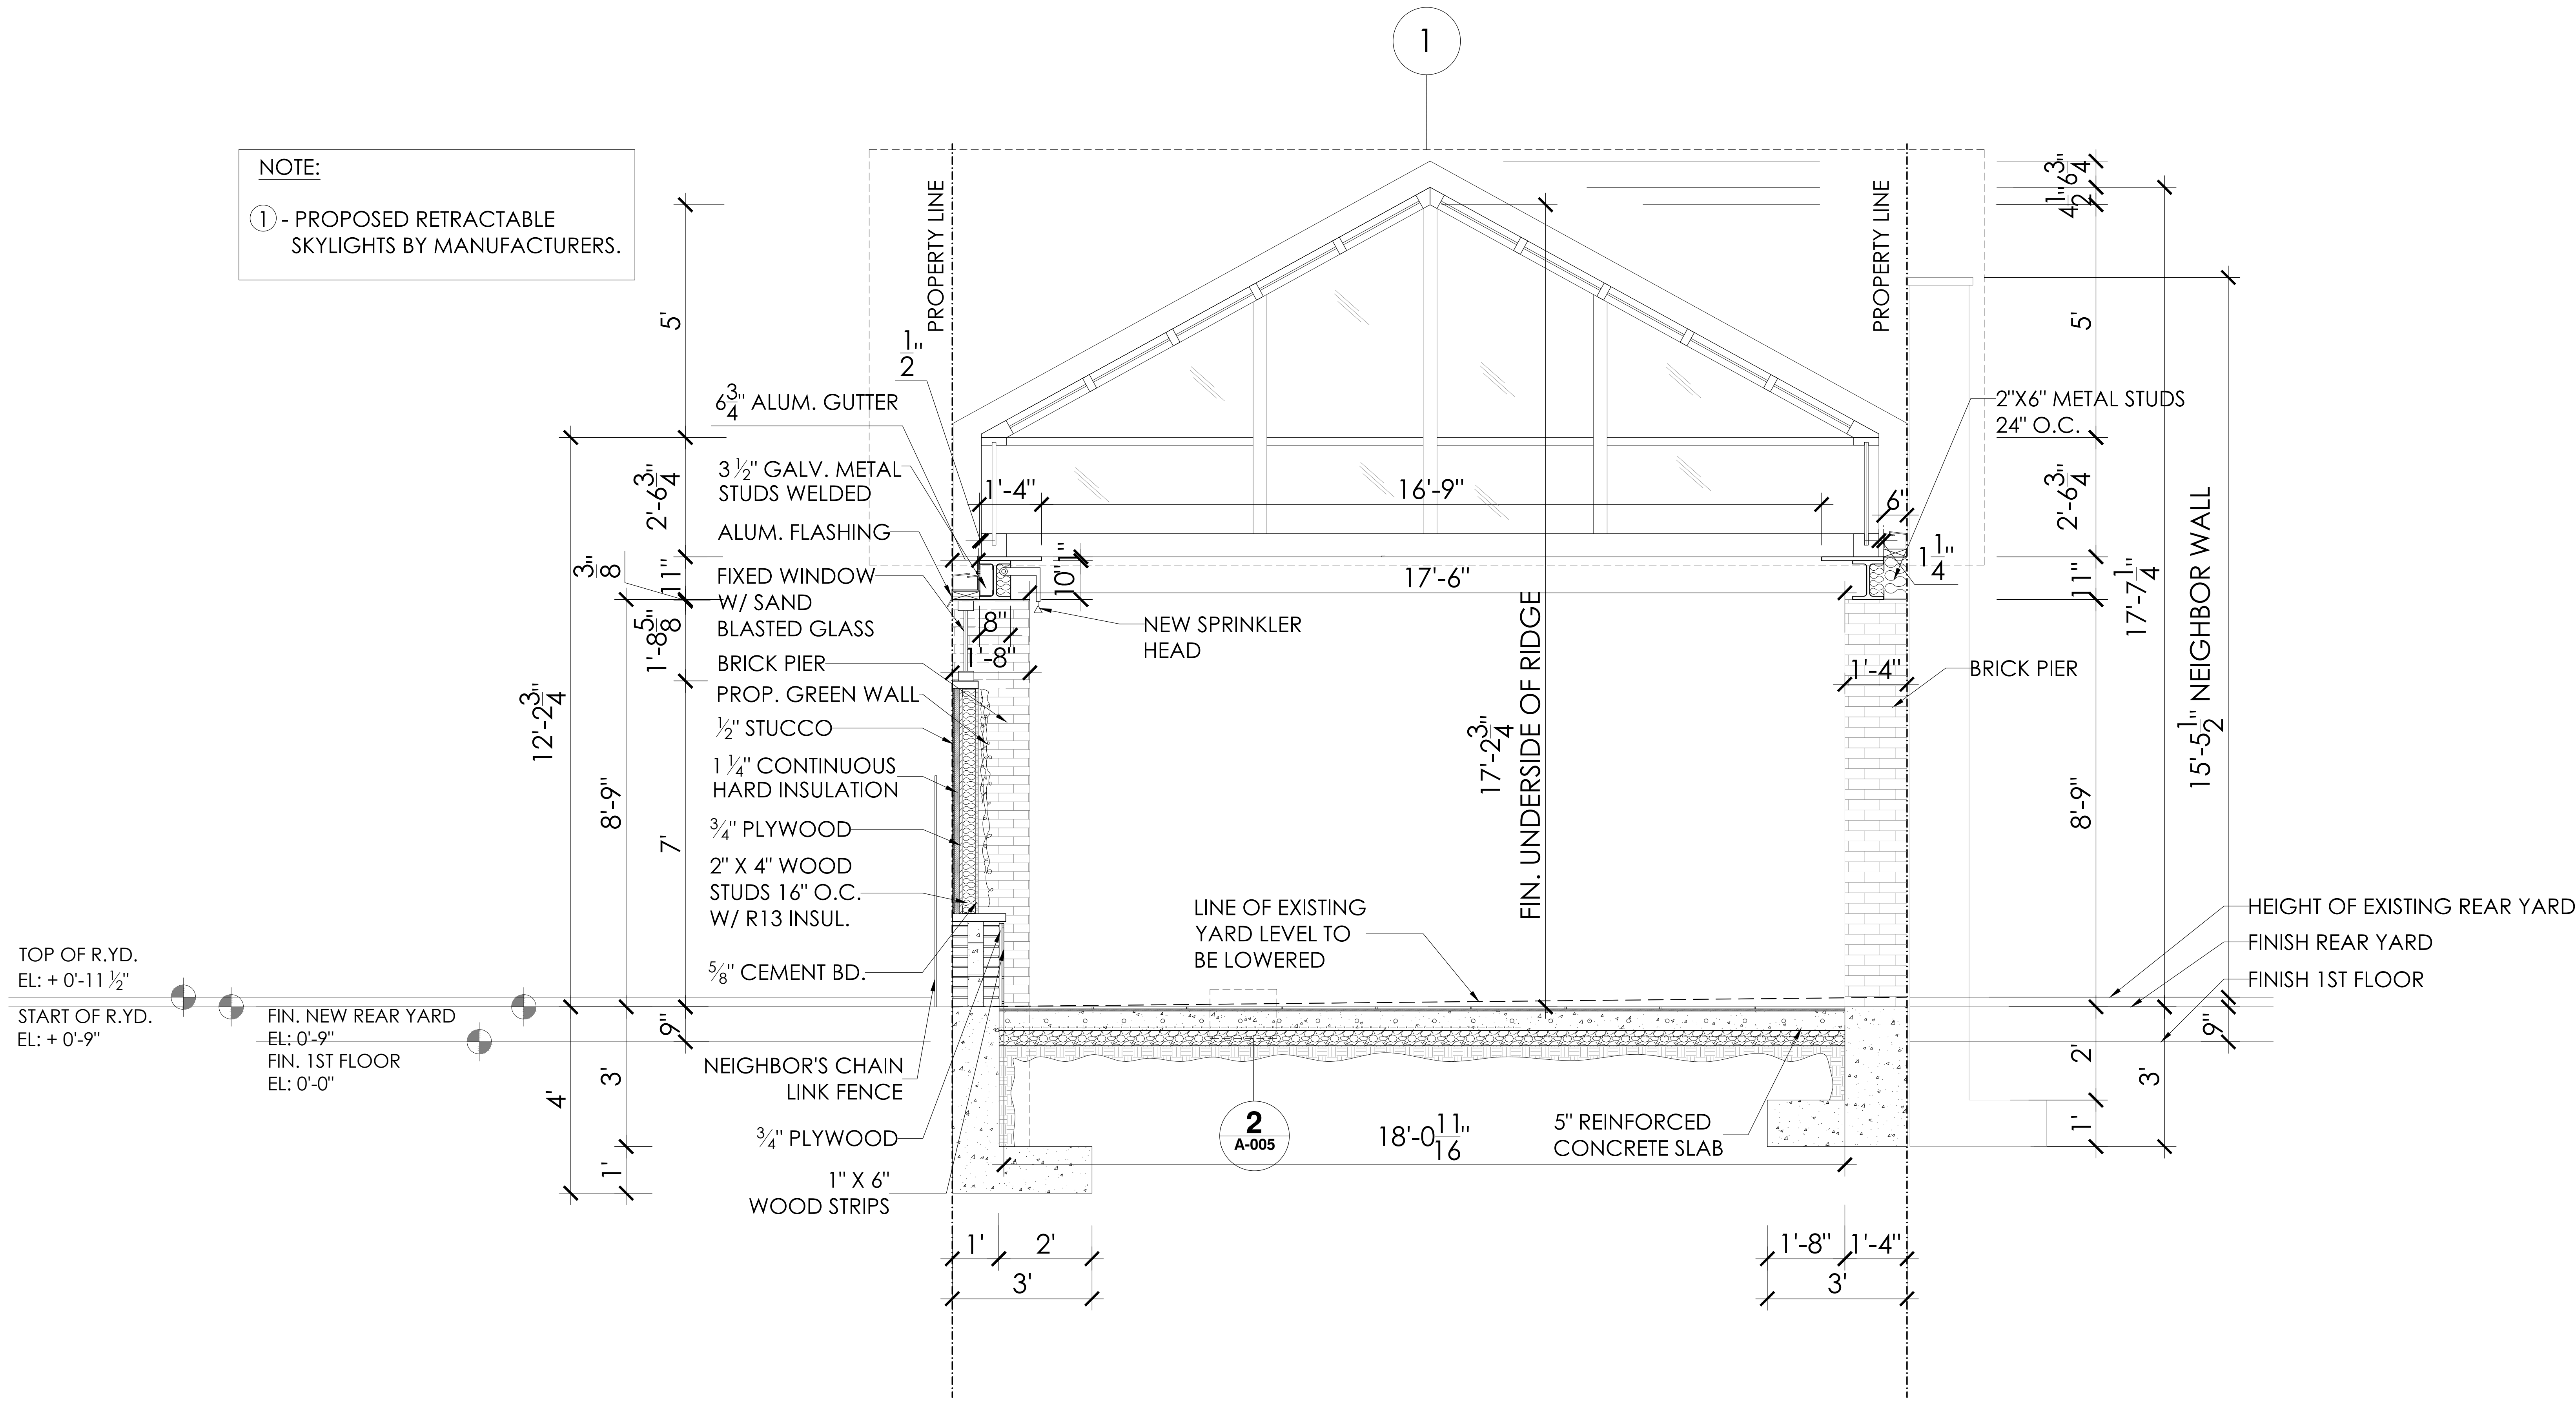 1
NOTE:
1 - PROPOSED RETRACTABLE
SKYLIGHTS BY MANUFACTURERS.
PROPERTY LINE
PROPERTY LINE
6 3/4"
4 1/2"
5'
5'
1/2"
6 3/4" ALUM. GUTTER
3 1/2" GALV. METAL
STUDS WELDED
ALUM. FLASHING
FIXED WINDOW
W/ SAND
BLASTED GLASS
BRICK PIER
PROP. GREEN WALL
1/2" STUCCO
1 1/4" CONTINUOUS
HARD INSULATION
3/4" PLYWOOD
2" X 4" WOOD
STUDS 16" O.C.
W/ R13 INSUL.
5/8" CEMENT BD.
NEIGHBOR'S CHAIN
LINK FENCE
3/4" PLYWOOD
1" X 6"
WOOD STRIPS
2'-6 3/4"
11"
3/8
1'-8 5/8"
12'-2 3/4"
8'-9"
7'
9"
4'
3'
1'
TOP OF R.YD.
EL: + 0'-11 1/2"
START OF R.YD.
EL: + 0'-9"
FIN. NEW REAR YARD
EL: 0'-9"
FIN. 1ST FLOOR
EL: 0'-0"
1'-4"
16'-9"
6"
1 1/4"
10"
1"
17'-6"
8"
1'-8"
NEW SPRINKLER
HEAD
1'-4"
17'-2 3/4"
FIN. UNDERSIDE OF RIDGE
LINE OF EXISTING
YARD LEVEL TO
BE LOWERED
2
A-005
18'-0 11/16"
5" REINFORCED
CONCRETE SLAB
1'
2'
3'
1'-8"
1'-4"
3'
2"X6" METAL STUDS
24" O.C.
BRICK PIER
2'-6 3/4"
11"
8'-9"
2'
1'
17'-7 1/4"
3'
15'-5 1/2" NEIGHBOR WALL
9"
HEIGHT OF EXISTING REAR YARD
FINISH REAR YARD
FINISH 1ST FLOOR